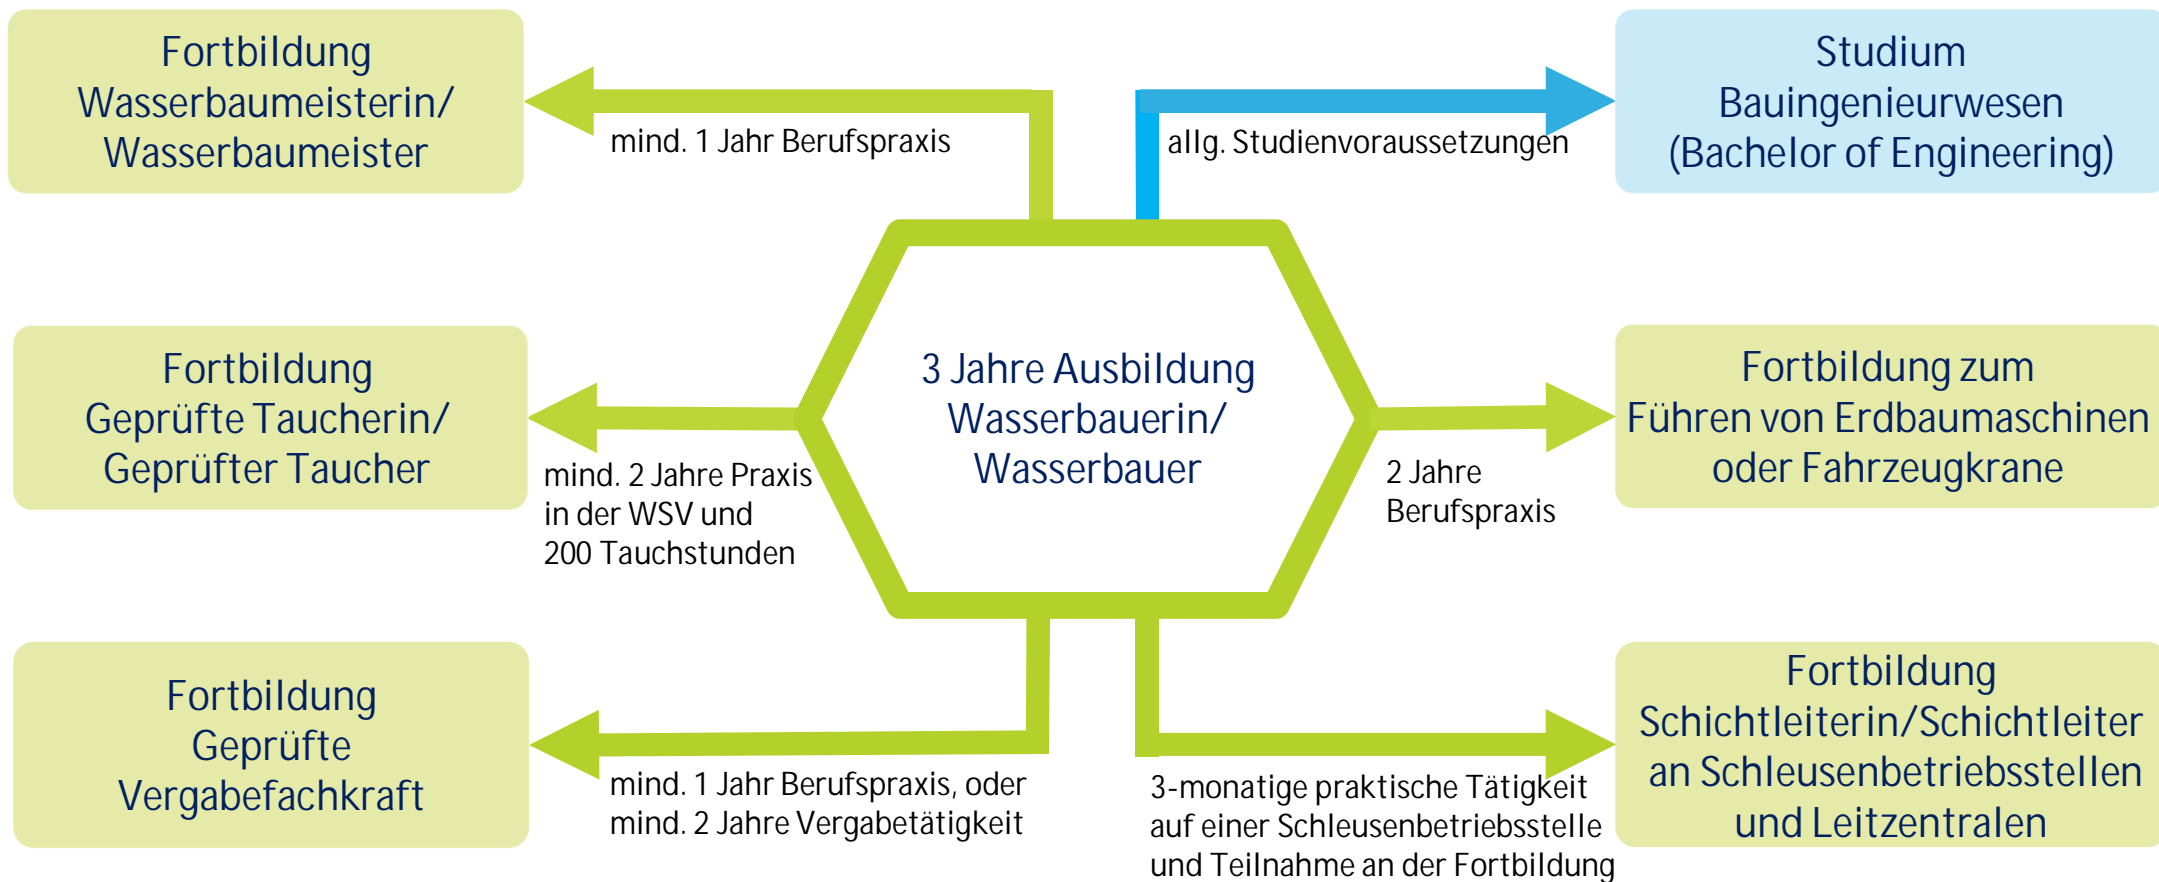 Fortbildung
Wasserbaumeisterin/
Wasserbaumeister
mind. 1 Jahr Berufspraxis
allg. Studienvoraussetzungen
Studium
Bauingenieurwesen
(Bachelor of Engineering)
Fortbildung
Geprüfte Taucherin/
Geprüfter Taucher
mind. 2 Jahre Praxis
in der WSV und
200 Tauchstunden
3 Jahre Ausbildung
Wasserbauerin/
Wasserbauer
2 Jahre
Berufspraxis
Fortbildung zum
Führen von Erdbaumaschinen
oder Fahrzeugkrane
Fortbildung
Geprüfte
Vergabefachkraft
mind. 1 Jahr Berufspraxis, oder
mind. 2 Jahre Vergabetätigkeit
3-monatige praktische Tätigkeit
auf einer Schleusenbetriebsstelle
und Teilnahme an der Fortbildung
Fortbildung
Schichtleiterin/Schichtleiter
an Schleusenbetriebsstellen
und Leitzentralen